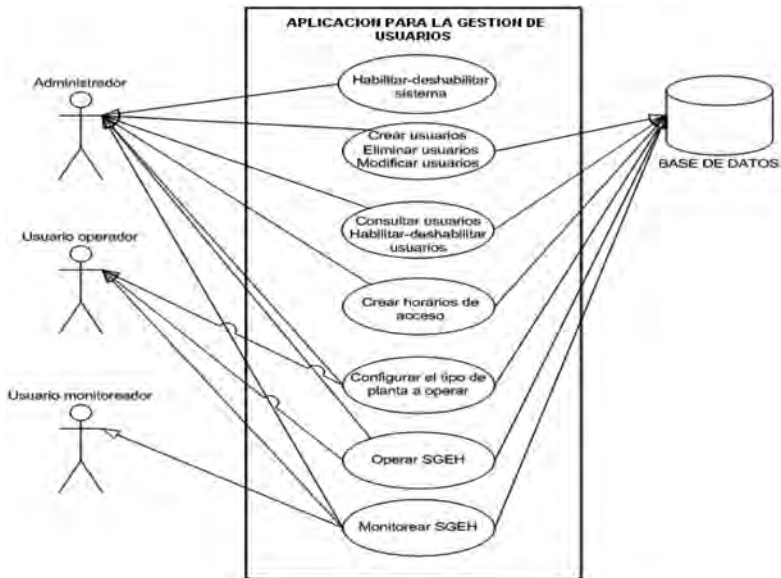 APLICACION PARA LA GESTION DE
USUARIOS
Administrador
Habilitar-deshabilitar
sistema
Crear usuarios
Eliminar usuarios
Modificar usuarios
BASE DE DATOS
Consultar usuarios
Habilitar-deshabilitar
usuarios
Usuario operador
Crear horários de
acceso
Configurar el tipo de
planta a operar
Usuario monitoreador
Operar SGEH
Monitorear SGEH